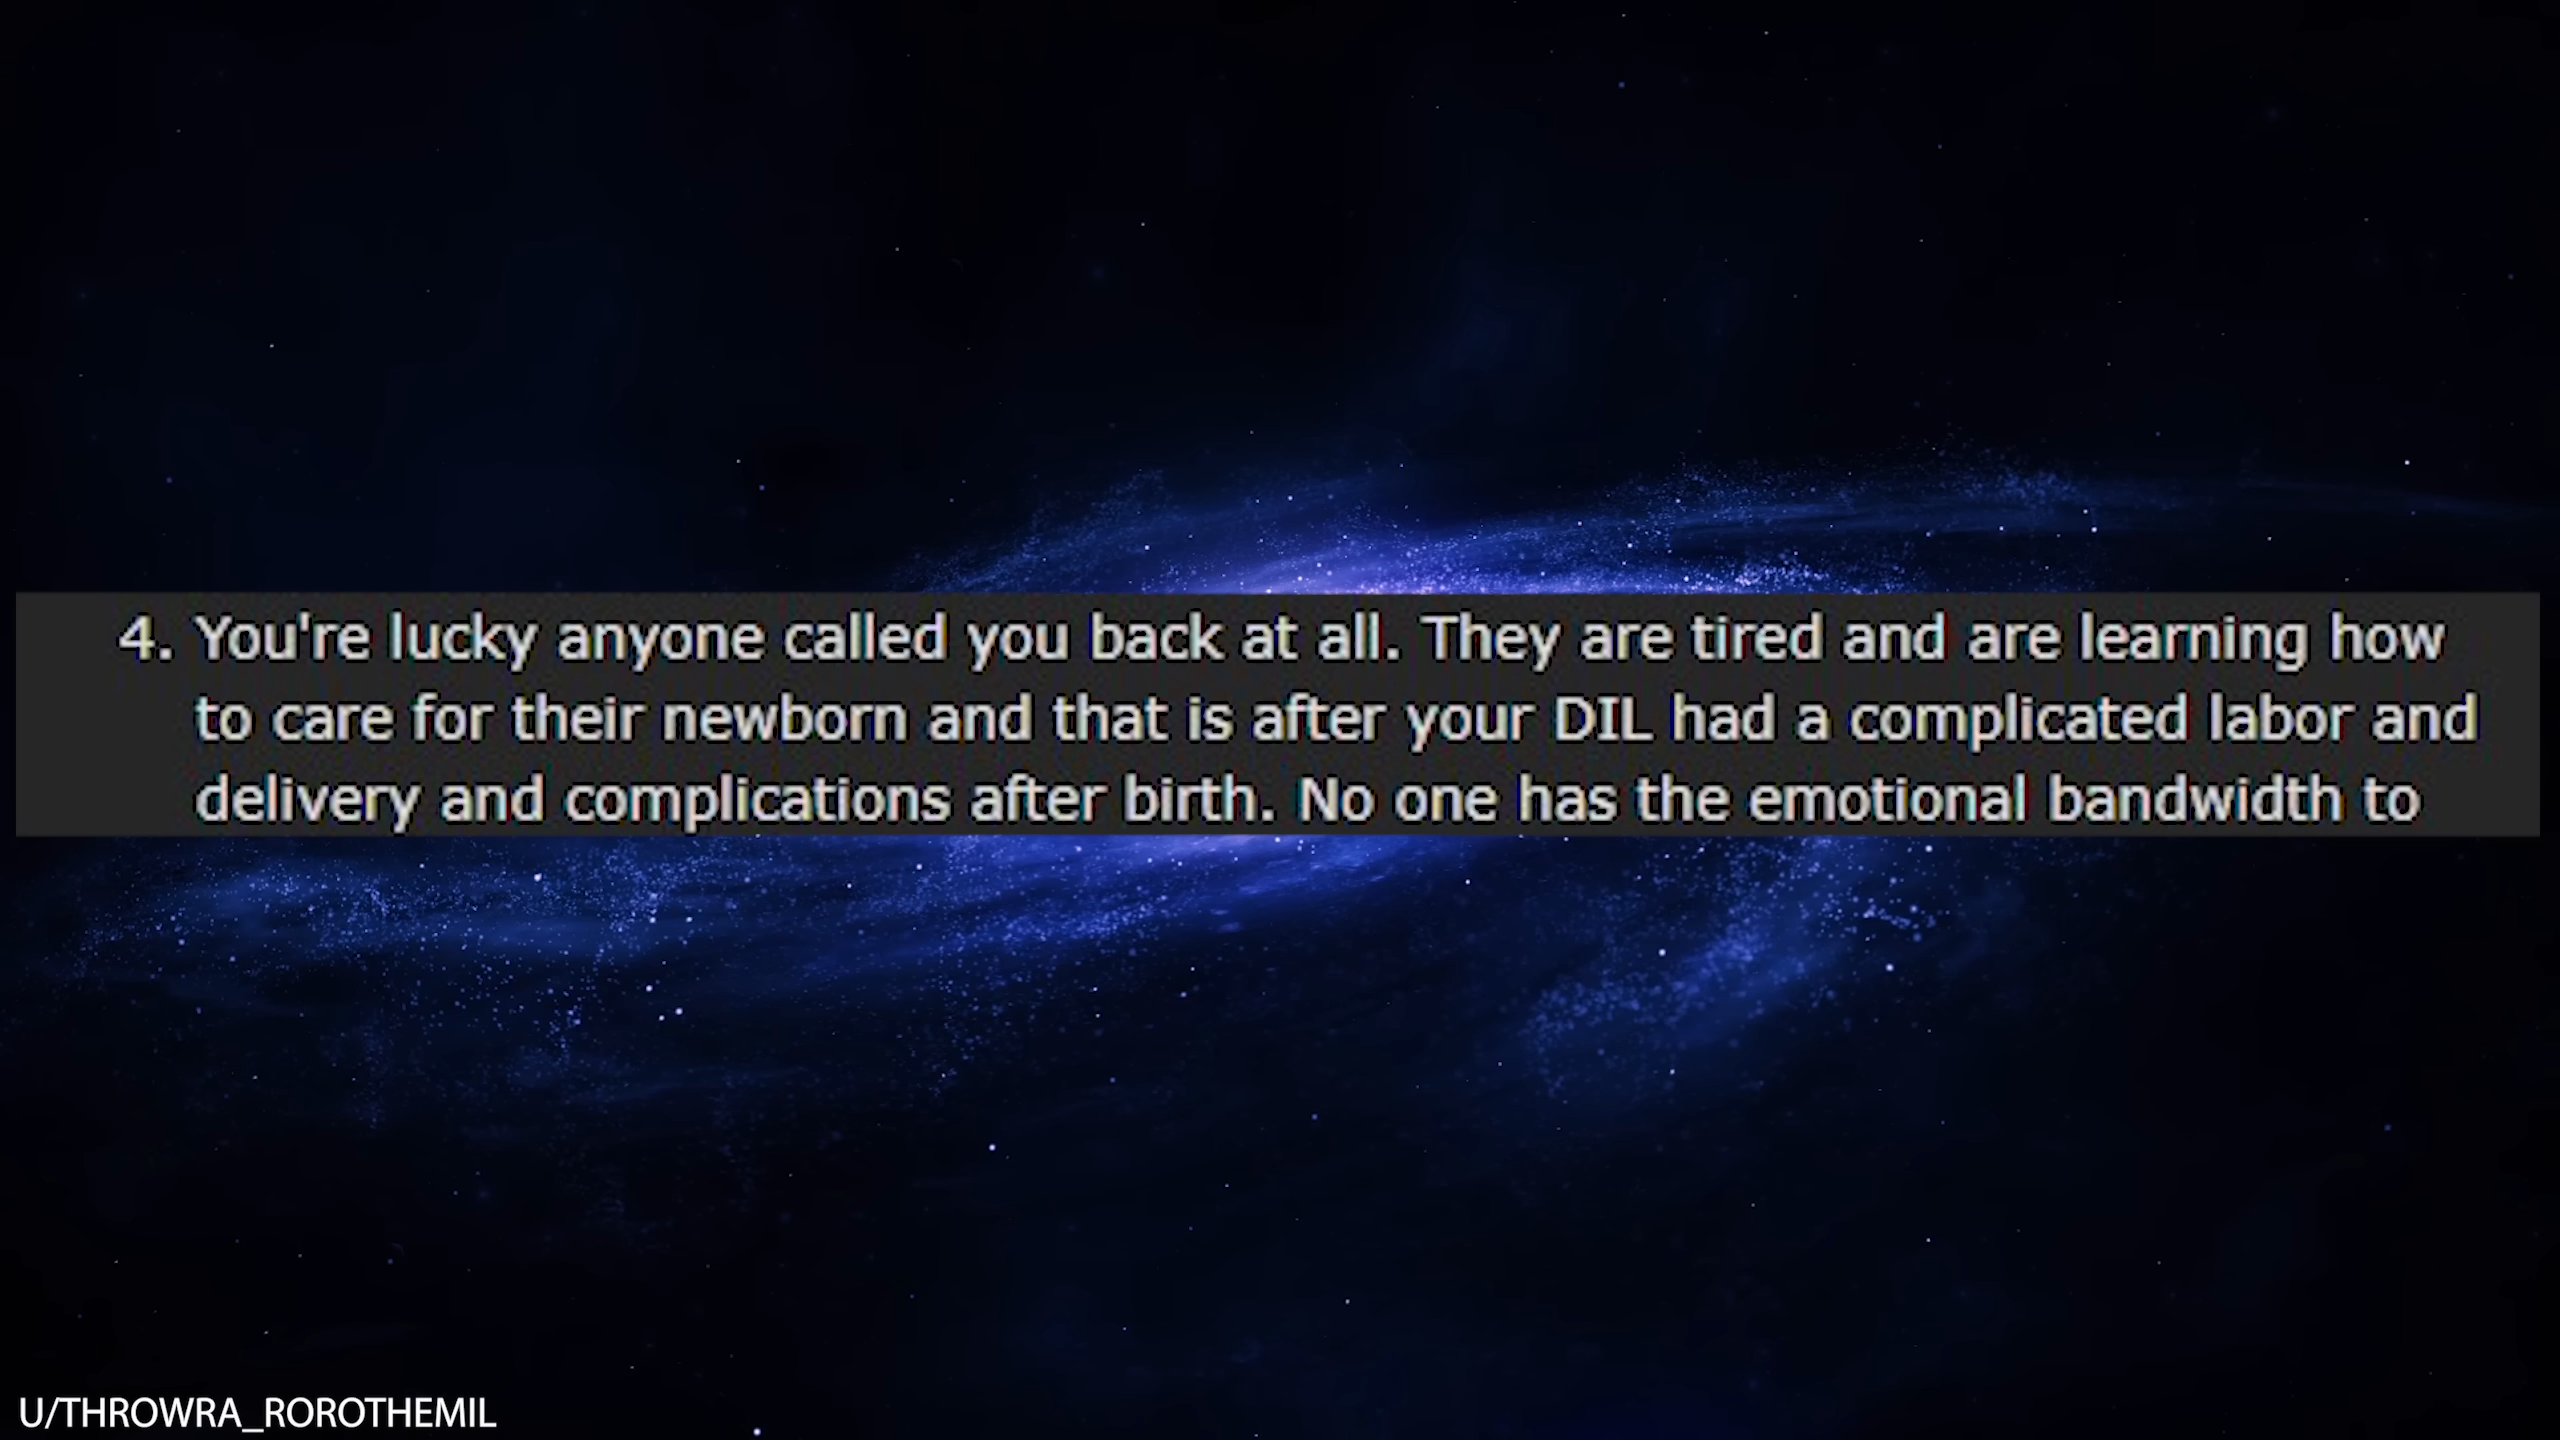 4. You're lucky anyone called you back at all. They are tired and are learning how
to care for their newborn and that is after your DIL had a complicated labor and
delivery and complications after birth. No one has the emotional bandwidth to
U/THROWRA_ROROTHEMIL